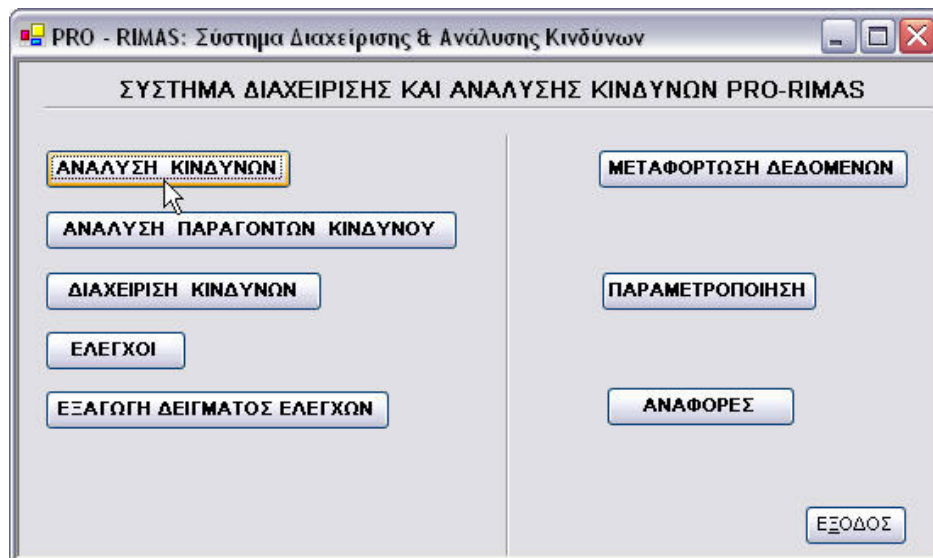 PRO - RIMAS: Σύστημα Διαχείρισης & Ανάλυσης Κινδύνων
ΣΥΣΤΗΜΑ ΔΙΑΧΕΙΡΙΣΗΣ ΚΑΙ ΑΝΑΛΥΣΗΣ ΚΙΝΔΥΝΩΝ PRO-RIMAS
ΑΝΑΛΥΣΗ ΚΙΝΔΥΝΩΝ
ΑΝΑΛΥΣΗ ΠΑΡΑΓΟΝΤΩΝ ΚΙΝΔΥΝΟΥ
ΔΙΑΧΕΙΡΙΣΗ ΚΙΝΔΥΝΩΝ
ΕΛΕΓΧΟΙ
ΕΞΑΓΩΓΗ ΔΕΙΓΜΑΤΟΣ ΕΛΕΓΧΩΝ
ΜΕΤΑΦΟΡΤΩΣΗ ΔΕΔΟΜΕΝΩΝ
ΠΑΡΑΜΕΤΡΟΠΟΙΗΣΗ
ΑΝΑΦΟΡΕΣ
ΕΞΟΔΟΣ